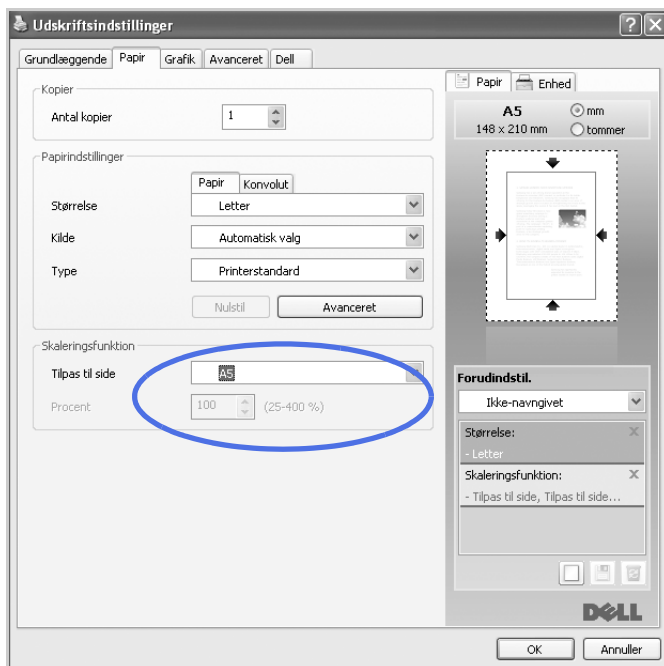 Udskriftsindstillinger
Grundlæggende Papir Grafik Avanceret Dell
Kopier
Antal kopier 1
Papirindstillinger
Papir Konvolut
Størrelse Letter
Kilde Automatisk valg
Type Printerstandard
Nulstil Avanceret
Skaleringsfunktion
Tilpas til side A5
Procent 100 (25-400 %)
Papir Enhed
A5 mm
148 x 210 mm tommer
Forudindstil.
Ikke-navngivet
Størrelse:
- Letter
Skaleringsfunktion:
- Tilpas til side, Tilpas til side...
DELL
OK Annuller